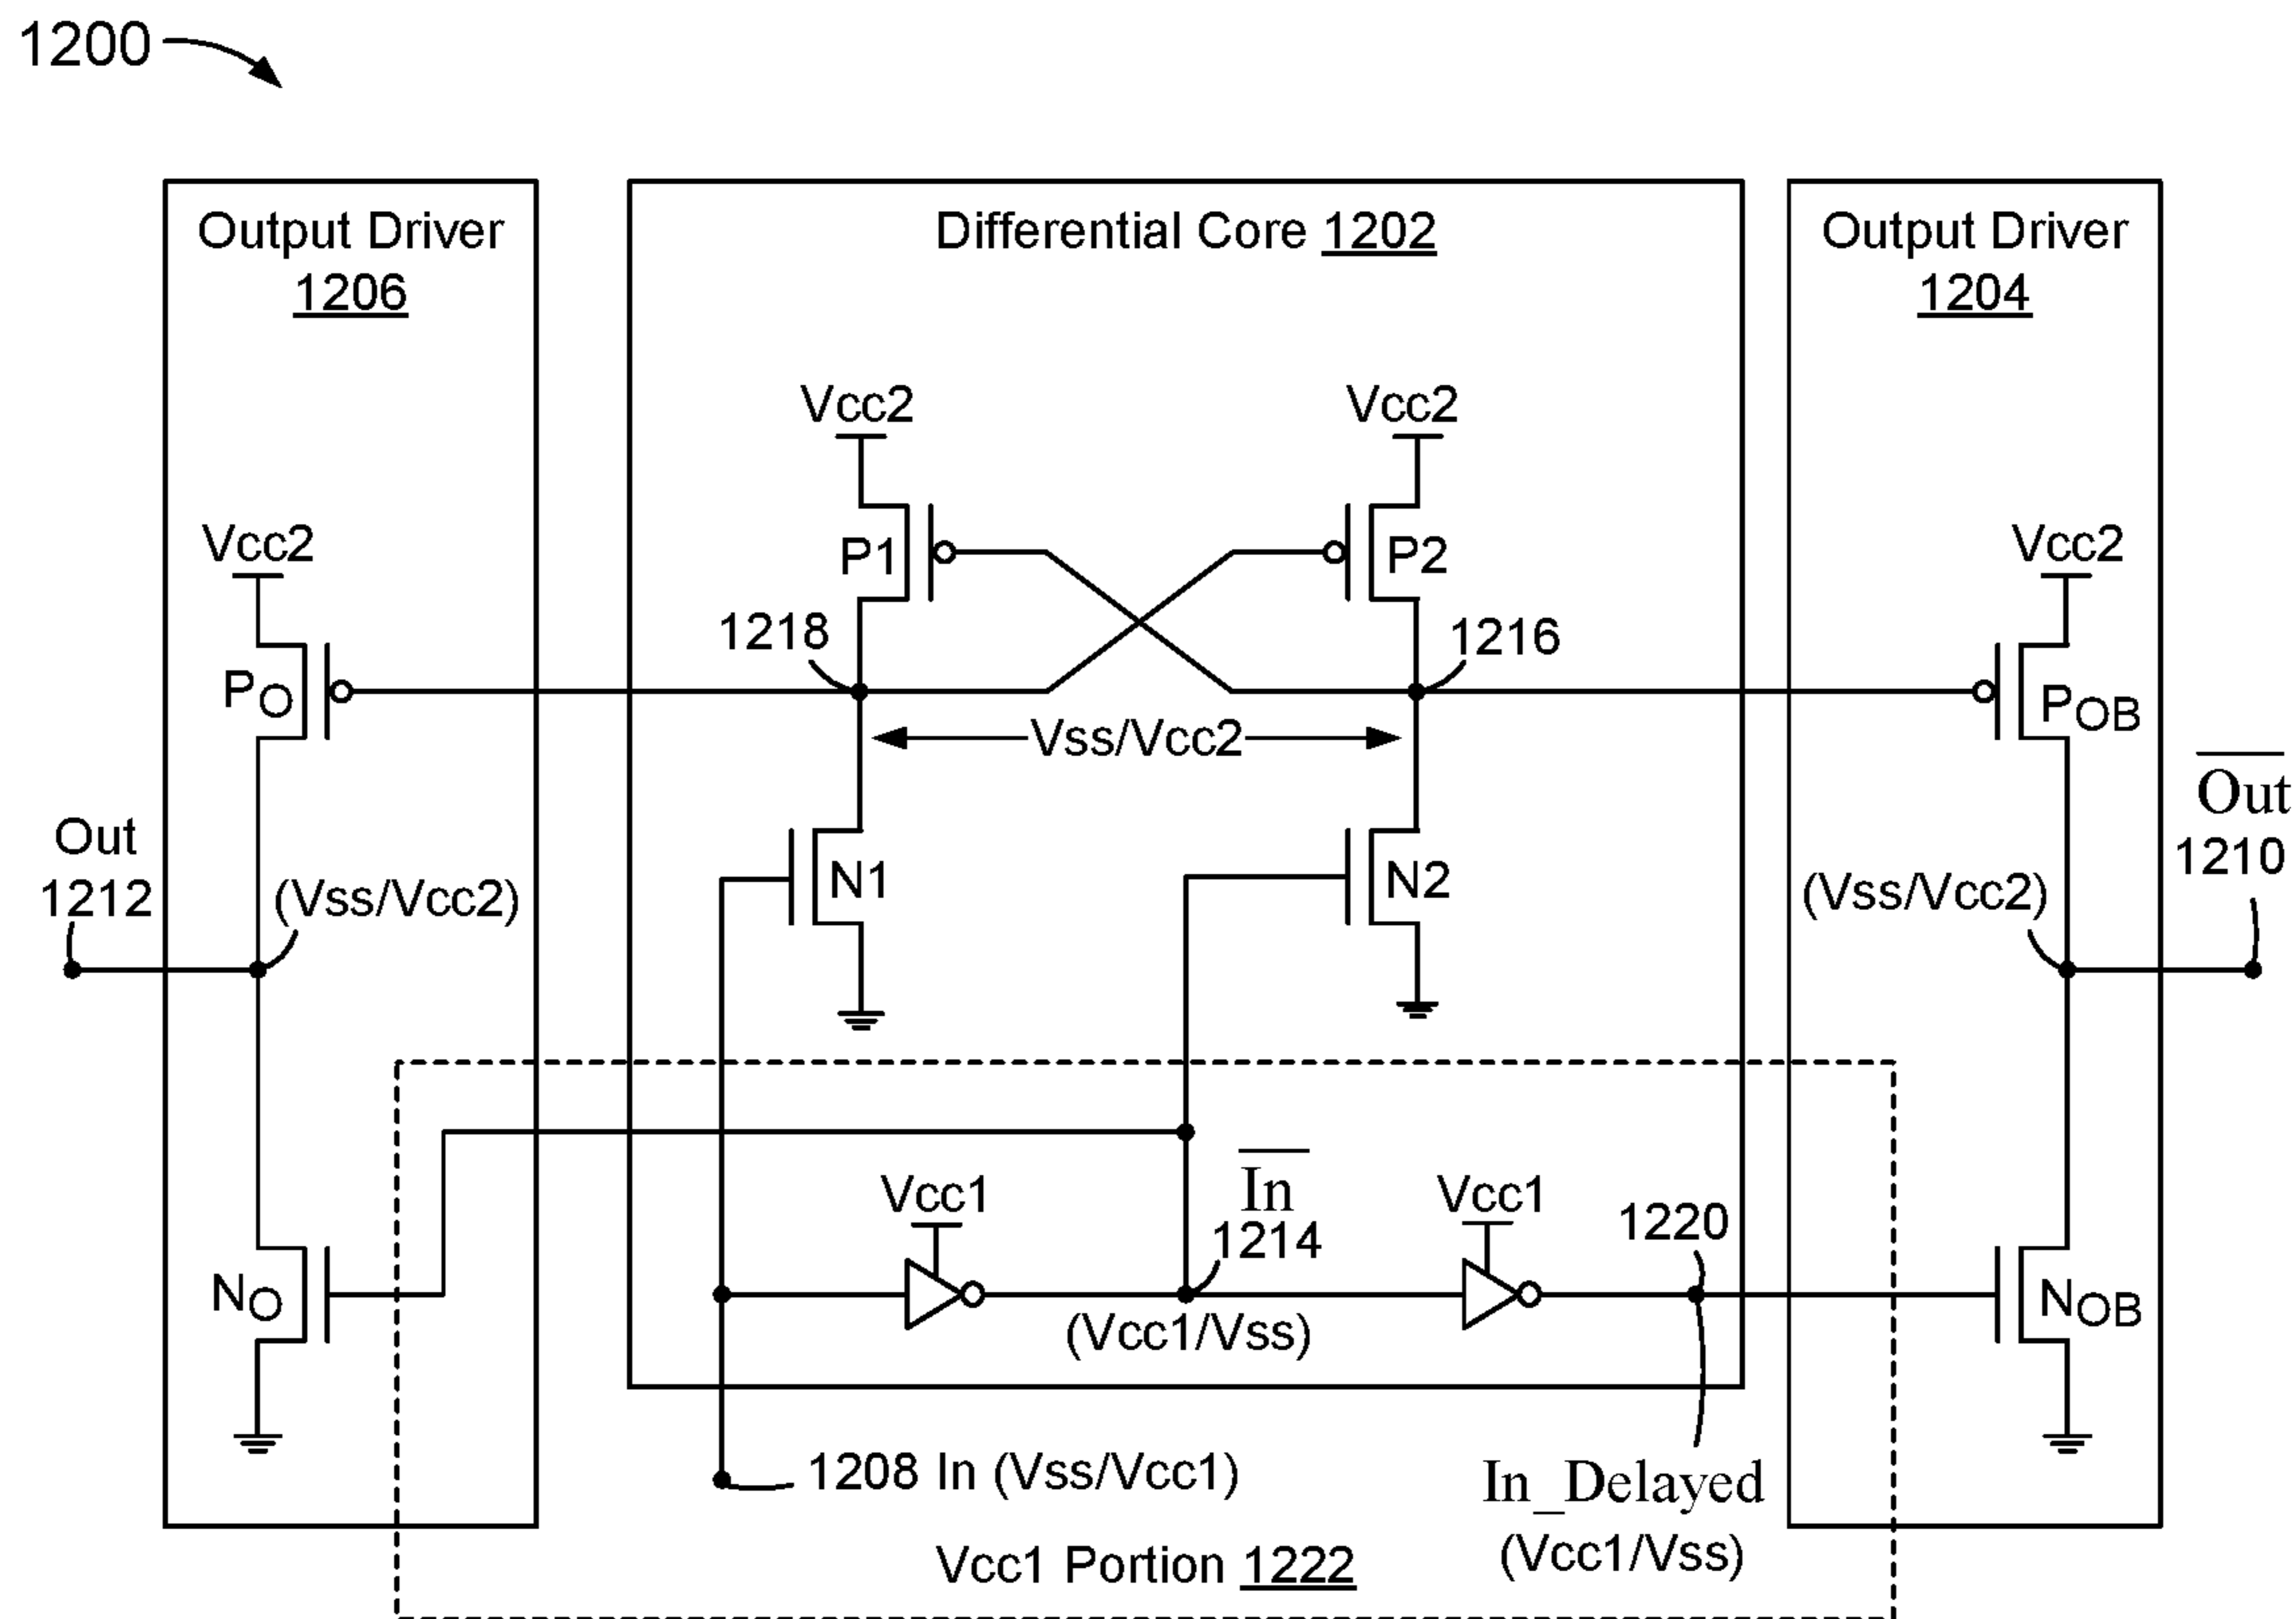 1200
Output Driver
1206
Differential Core 1202
Output Driver
1204
Vcc2
Vcc2
Vcc2
Vcc2
P1
P2
1218
1216
PO
POB
Vss/Vcc2
Out
1212
(Vss/Vcc2)
N1
N2
(Vss/Vcc2)
Out
1210
Vcc1
In
1214
Vcc1
1220
NO
NOB
(Vcc1/Vss)
1208 In (Vss/Vcc1)
In_Delayed
(Vcc1/Vss)
Vcc1 Portion 1222